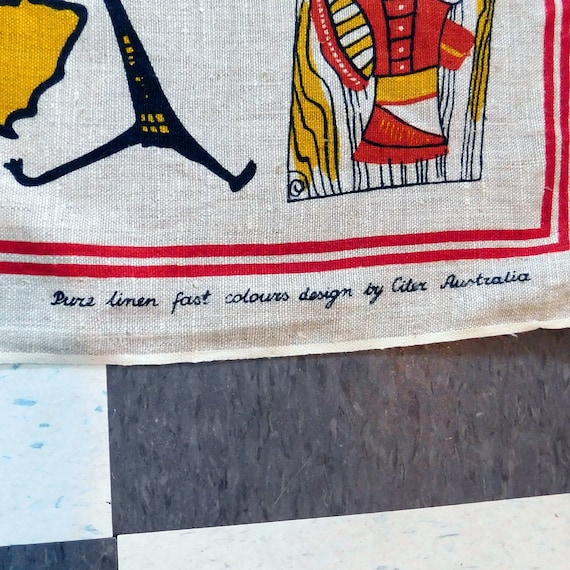 Pure linen fast colours design by Citer Australia